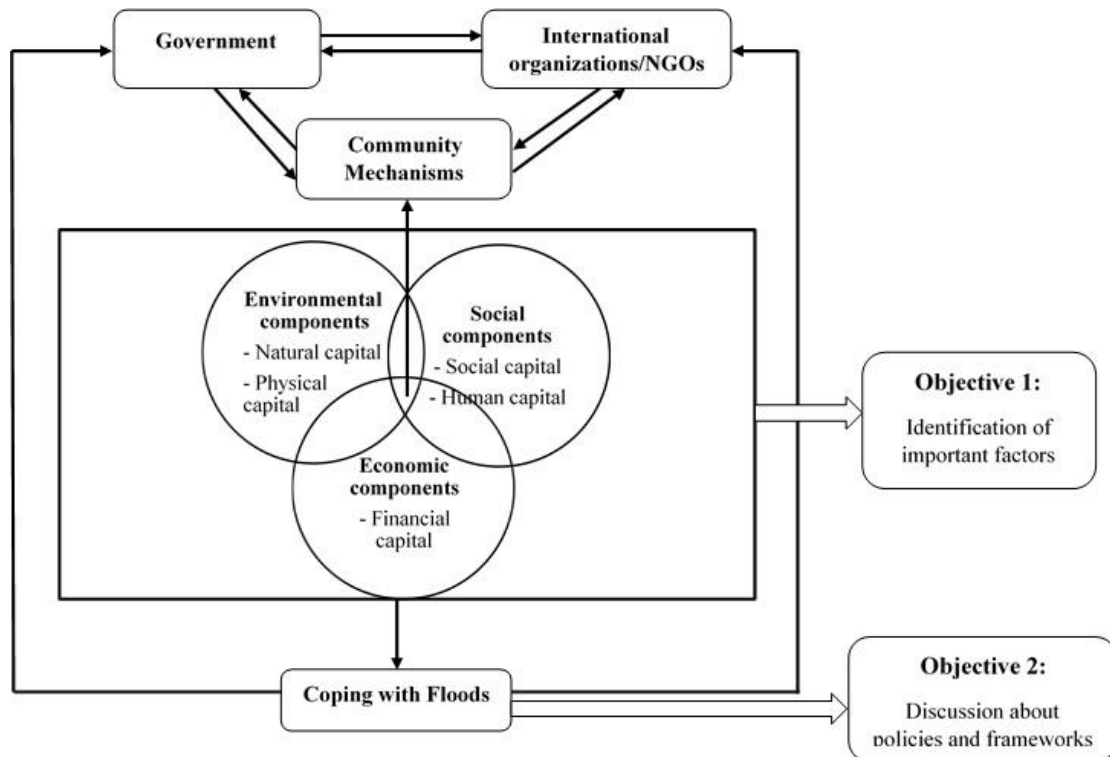 Government
International
organizations/NGOs
Community
Mechanisms
Environmental
components
- Natural capital
- Physical
capital
Social
components
- Social capital
- Human capital
Economic
components
- Financial
capital
Objective 1:
Identification of
important factors
Coping with Floods
Objective 2:
Discussion about
policies and frameworks